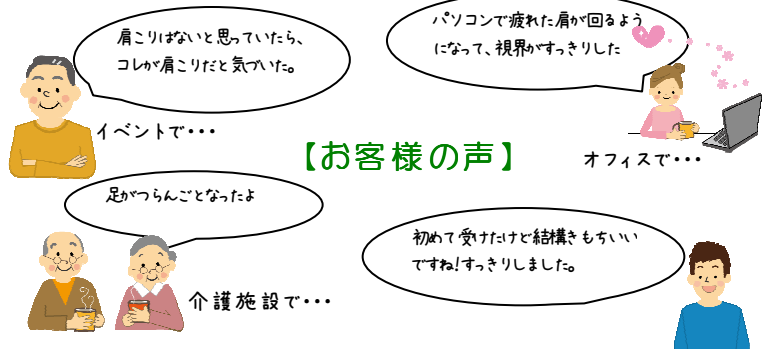 肩こりはないと思っていたら、
コレが肩こりだと気づいた。
イベントで・・・
パソコンで疲れた肩が回るよう
になって、視界がすっきりした
オフィスで・・・
【お客様の声】
足がつらんごとなったよ
介護施設で・・・
初めて受けたけど結構きもちいい
ですね！すっきりしました。